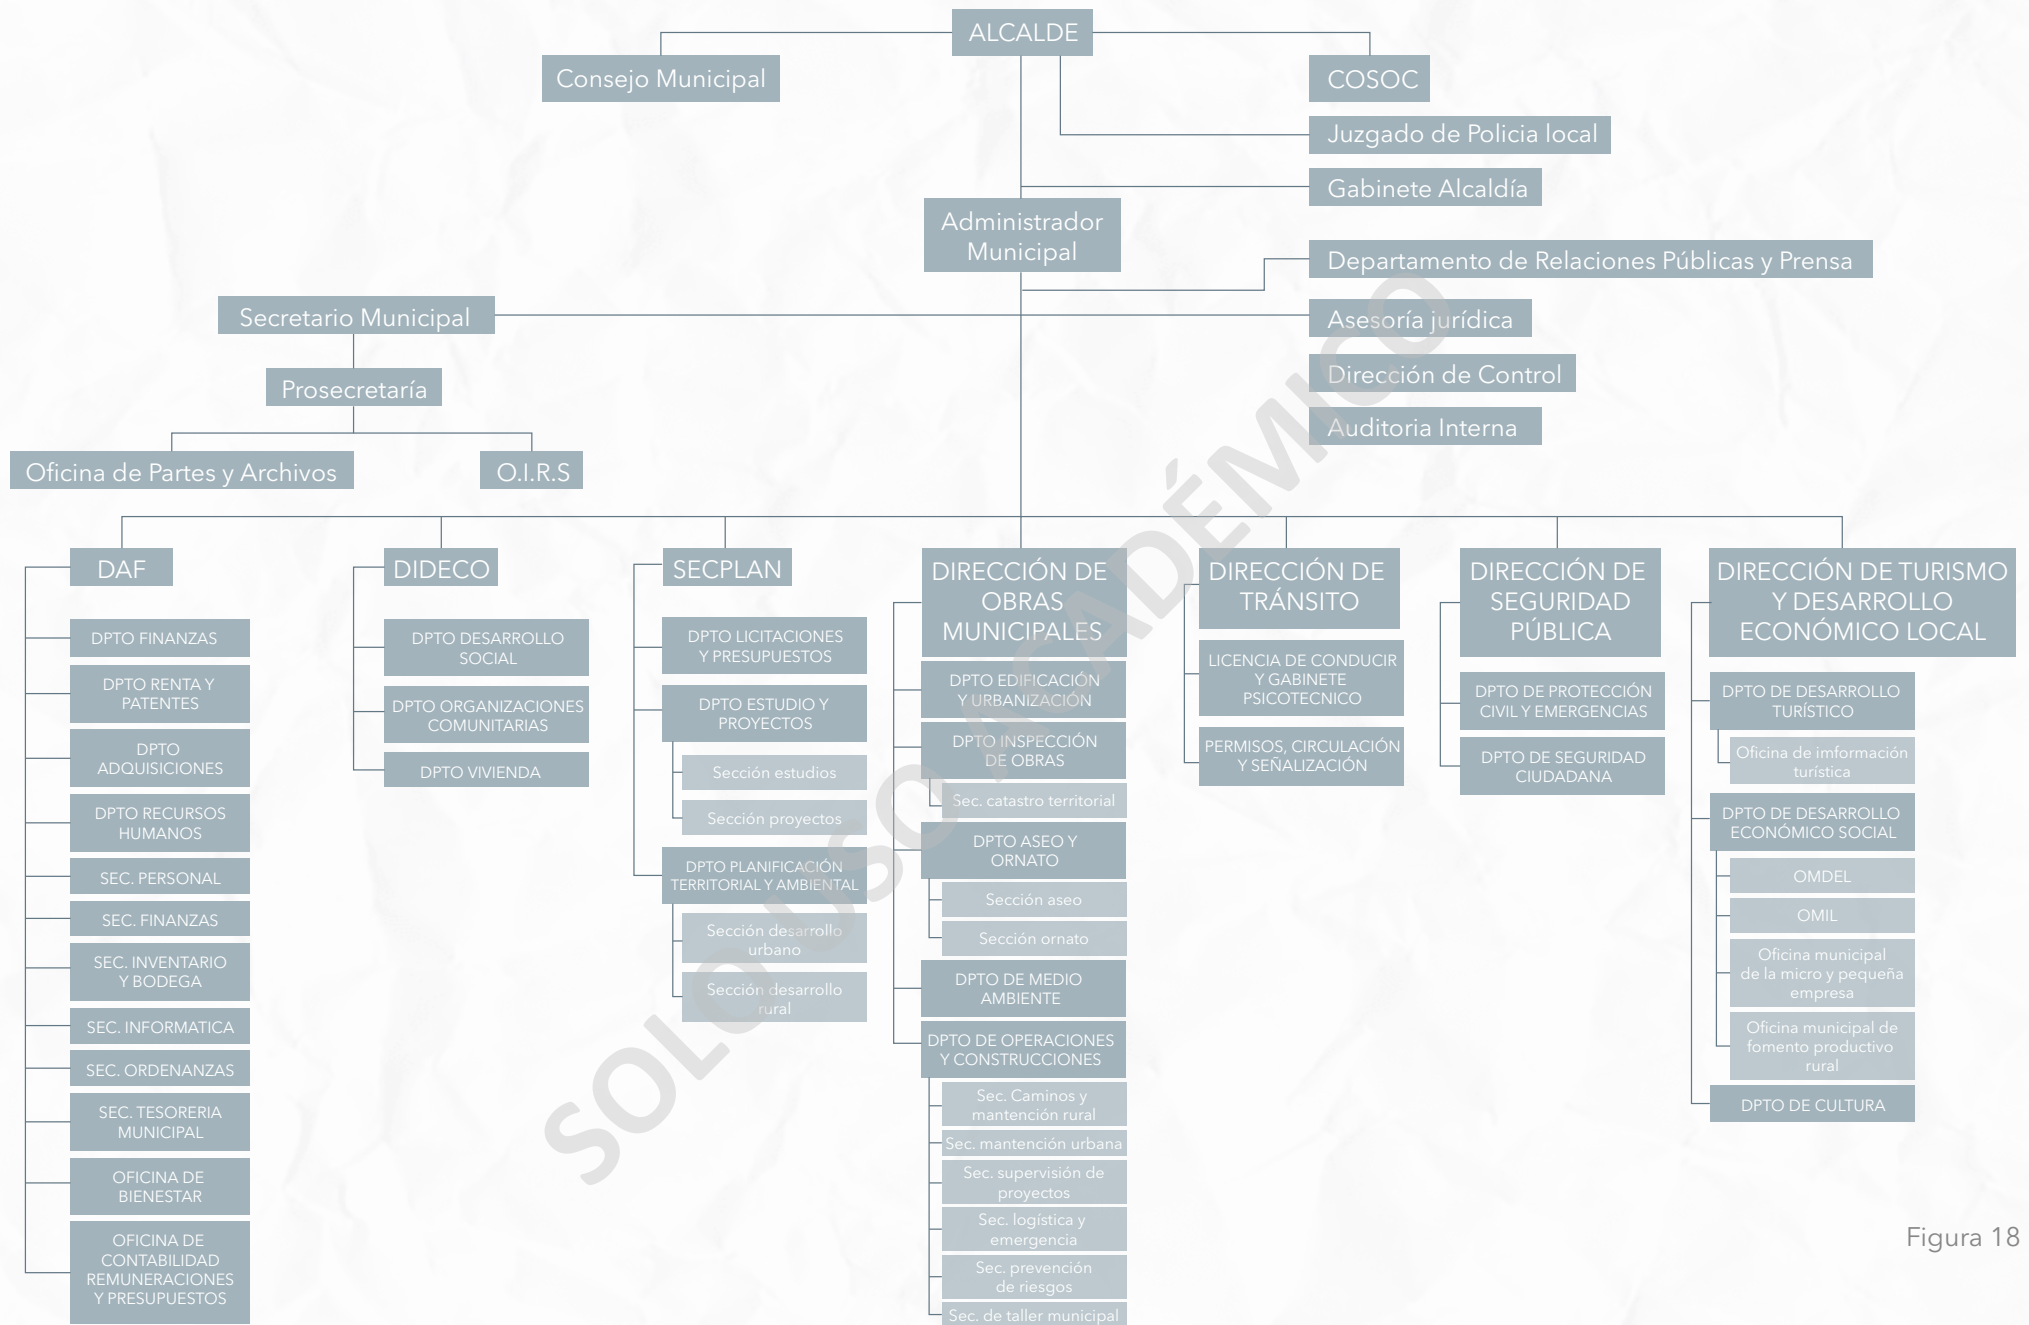 ALCALDE
Consejo Municipal
COSOC
Juzgado de Policia local
Gabinete Alcaldía
Administrador
Municipal
Departamento de Relaciones Públicas y Prensa
Secretario Municipal
Asesoría jurídica
Prosecretaría
Dirección de Control
Auditoria Interna
Oficina de Partes y Archivos
O.I.R.S
DAF
DPTO FINANZAS
DPTO RENTA Y
PATENTES
DPTO
ADQUISICIONES
DPTO RECURSOS
HUMANOS
SEC. PERSONAL
SEC. FINANZAS
SEC. INVENTARIO
Y BODEGA
SEC. INFORMATICA
SEC. ORDENANZAS
SEC. TESORERIA
MUNICIPAL
OFICINA DE
BIENESTAR
OFICINA DE
CONTABILIDAD
REMUNERACIONES
Y PRESUPUESTOS
DIDECO
DPTO DESARROLLO
SOCIAL
DPTO ORGANIZACIONES
COMUNITARIAS
DPTO VIVIENDA
SECPLAN
DPTO LICITACIONES
Y PRESUPUESTOS
DPTO ESTUDIO Y
PROYECTOS
Sección estudios
Sección proyectos
DPTO PLANIFICACIÓN
TERRITORIAL Y AMBIENTAL
Sección desarrollo
urbano
Sección desarrollo
rural
DIRECCIÓN DE
OBRAS
MUNICIPALES
DPTO EDIFICACIÓN
Y URBANIZACIÓN
DPTO INSPECCIÓN
DE OBRAS
Sec. catastro territorial
DPTO ASEO Y
ORNATO
Sección aseo
Sección ornato
DPTO DE MEDIO
AMBIENTE
DPTO DE OPERACIONES
Y CONSTRUCCIONES
Sec. Caminos y
mantención rural
Sec. mantención urbana
Sec. supervisión de
proyectos
Sec. logística y
emergencia
Sec. prevención
de riesgos
Sec. de taller municipal
DIRECCIÓN DE
TRÁNSITO
LICENCIA DE CONDUCIR
Y GABINETE
PSICOTECNICO
PERMISOS, CIRCULACIÓN
Y SEÑALIZACIÓN
DIRECCIÓN DE
SEGURIDAD
PÚBLICA
DPTO DE PROTECCIÓN
CIVIL Y EMERGENCIAS
DPTO DE SEGURIDAD
CIUDADANA
DIRECCIÓN DE TURISMO
Y DESARROLLO
ECONÓMICO LOCAL
DPTO DE DESARROLLO
TURÍSTICO
Oficina de imformación
turística
DPTO DE DESARROLLO
ECONÓMICO SOCIAL
OMDEL
OMIL
Oficina municipal
de la micro y pequeña
empresa
Oficina municipal de
fomento productivo
rural
DPTO DE CULTURA
Figura 18
SOLO USO ACADÉMICO